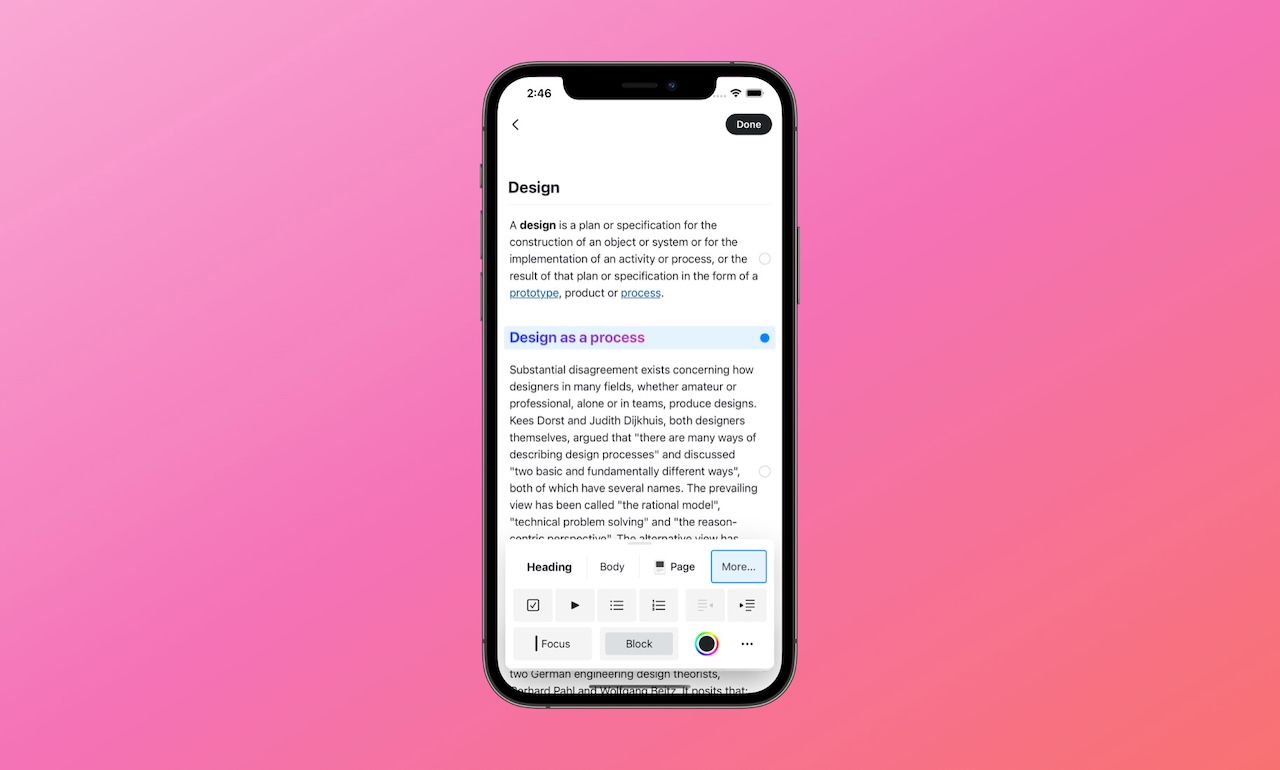 2:46
Done
Design
A design is a plan or specification for the
construction of an object or system or for the
implementation of an activity or process, or the
result of that plan or specification in the form of a
prototype, product or process.
Design as a process
Substantial disagreement exists concerning how
designers in many fields, whether amateur or
professional, alone or in teams, produce designs.
Kees Dorst and Judith Dijkhuis, both designers
themselves, argued that "there are many ways of
describing design processes" and discussed
"two basic and fundamentally different ways",
both of which have several names. The prevailing
view has been called "the rational model",
"technical problem solving" and "the reason-
centric perspective". The alternative view has
Heading Body Page More...
Focus Block
two German engineering design theorists,
Gerhard Pahl and Wolfgang Beitz. It posits that: